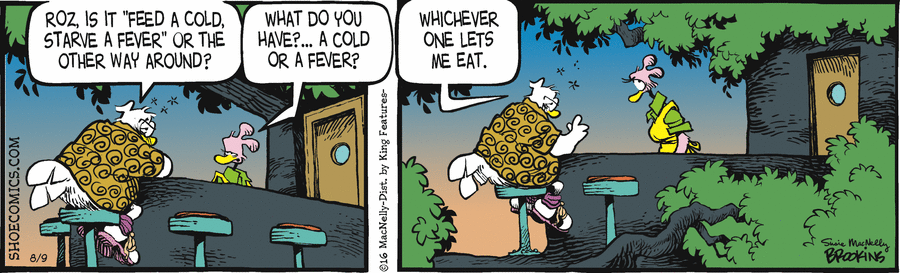 ROZ, IS IT "FEED A COLD,
STARVE A FEVER" OR THE
OTHER WAY AROUND?
WHAT DO YOU
HAVE?... A COLD
OR A FEVER?
SHOECOMICS.COM
8/9
©16 MacNelly-Dist. by King Features-
WHICHEVER
ONE LETS
ME EAT.
Susie MacNelly
BROOKINS